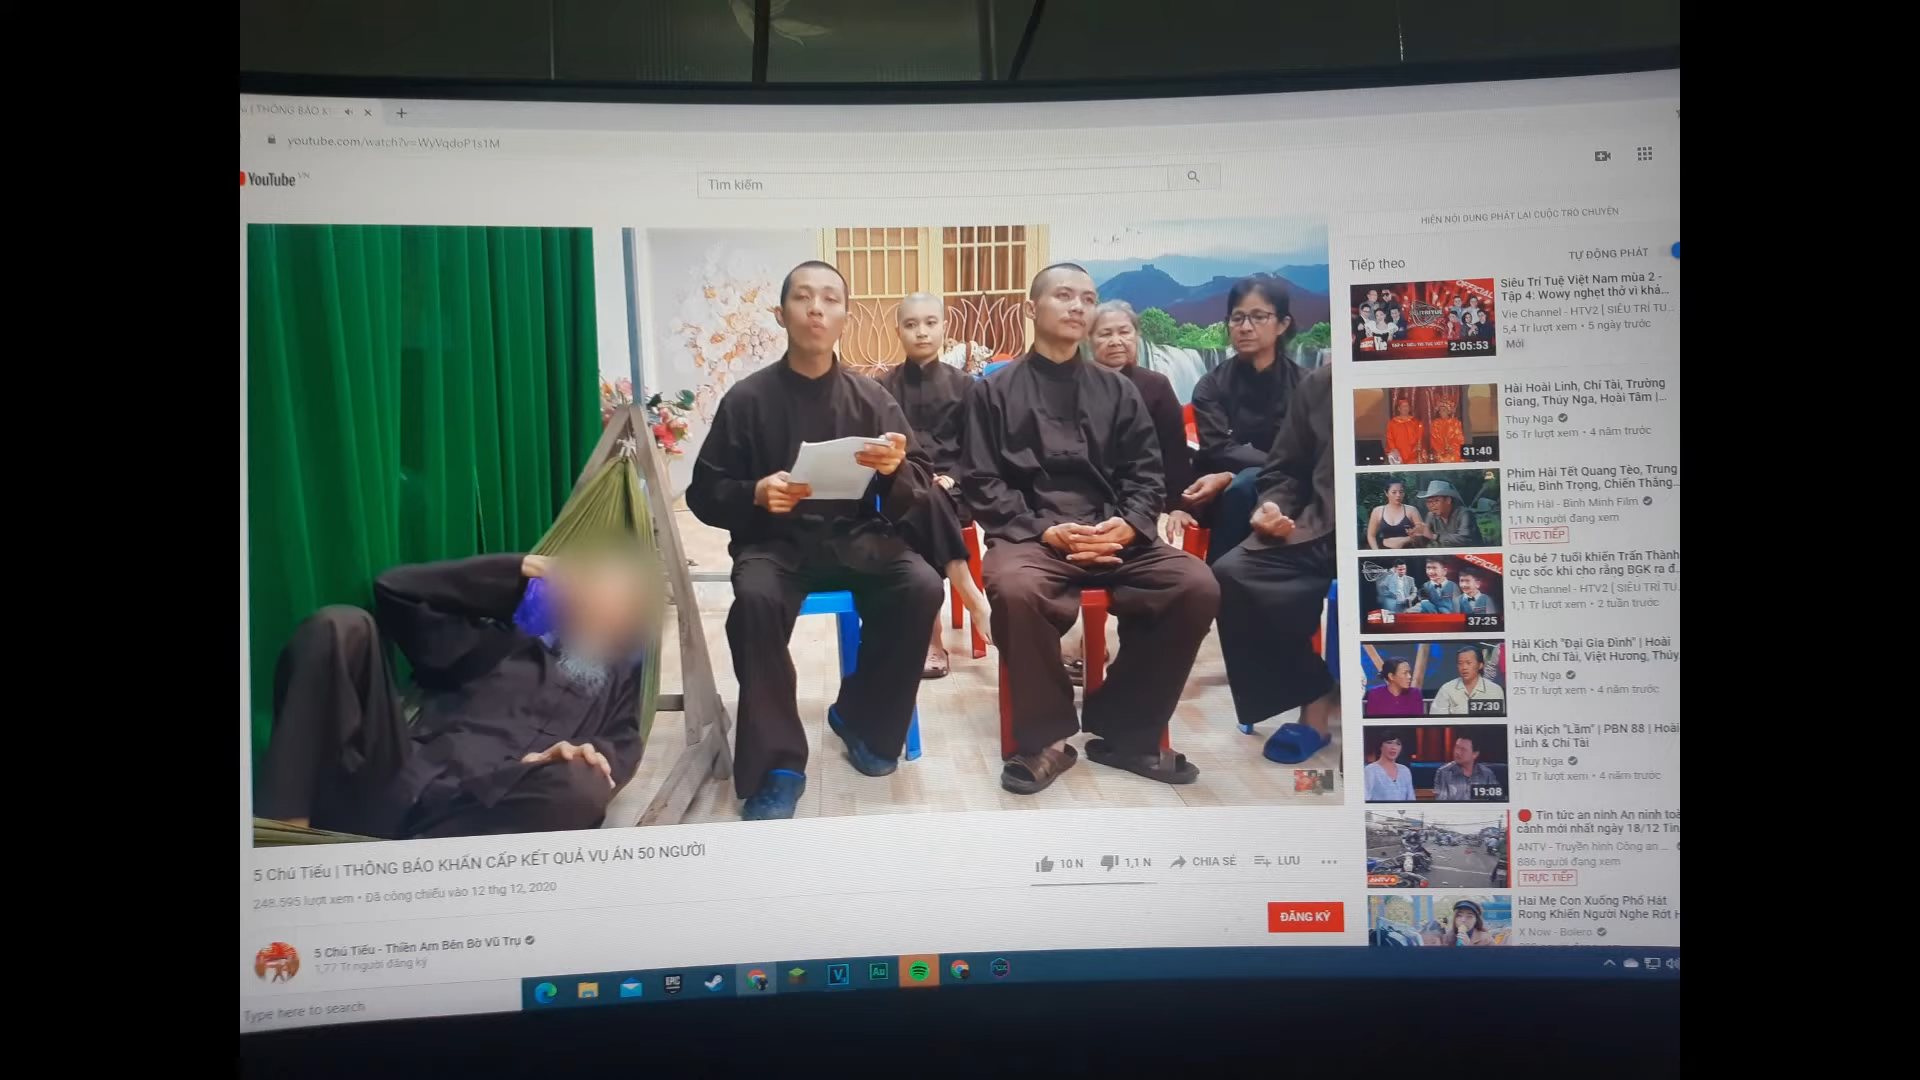 | THÔNG BÁO K
youtube.com/watch?v=WyVqdoP1s1M
YouTube VN
Tìm kiếm
HIỆN NỘI DUNG PHÁT LẠI CUỘC TRÒ CHUYỆN
Tiếp theo
TỰ ĐỘNG PHÁT
Siêu Trí Tuệ Việt Nam mùa 2 -
Tập 4: Wowy nghẹt thở vì khả...
Vie Channel - HTV2 [ SIÊU TRÍ TU...
5,4 Tr lượt xem • 5 ngày trước
Mới
2:05:53
Hài Hoài Linh, Chí Tài, Trường
Giang, Thúy Nga, Hoài Tâm |...
Thuy Nga
56 Tr lượt xem • 4 năm trước
31:40
Phim Hài Tết Quang Tèo, Trung
Hiếu, Bình Trọng, Chiến Thắng...
Phim Hài - Bình Minh Film
1,1 N người đang xem
TRỰC TIẾP
Cậu bé 7 tuổi khiến Trấn Thành
cực sốc khi cho rằng BGK ra đ
Vie Channel - HTV2 [ SIÊU TRÍ TU
1,1 Tr lượt xem • 2 tuần trước
37:25
Hài Kịch "Đại Gia Đình" | Hoài
Linh, Chí Tài, Việt Hương, Thúy
Thuy Nga
25 Tr lượt xem • 4 năm trước
37:30
Hài Kịch "Lầm" | PBN 88 | Hoài
Linh & Chí Tài
Thuy Nga
21 Tr lượt xem • 4 năm trước
19:08
Tin tức an ninh An ninh toà
cảnh mới nhất ngày 18/12 Tin
ANTV - Truyền hình Công an ...
886 người đang xem
TRỰC TIẾP
Hai Mẹ Con Xuống Phố Hát
Rong Khiến Người Nghe Rớt
X Now - Bolero
5 Chú Tiểu | THÔNG BÁO KHẨN CẤP KẾT QUẢ VỤ ÁN 50 NGƯỜI
248.595 lượt xem • Đã công chiếu vào 12 thg 12, 2020
10 N 1,1 N CHIA SẺ LƯU
ĐĂNG KÝ
5 Chú Tiểu - Thiền Am Bên Bờ Vũ Trụ
1,77 Tr người đăng ký
Type here to search
EPIC
V
Au